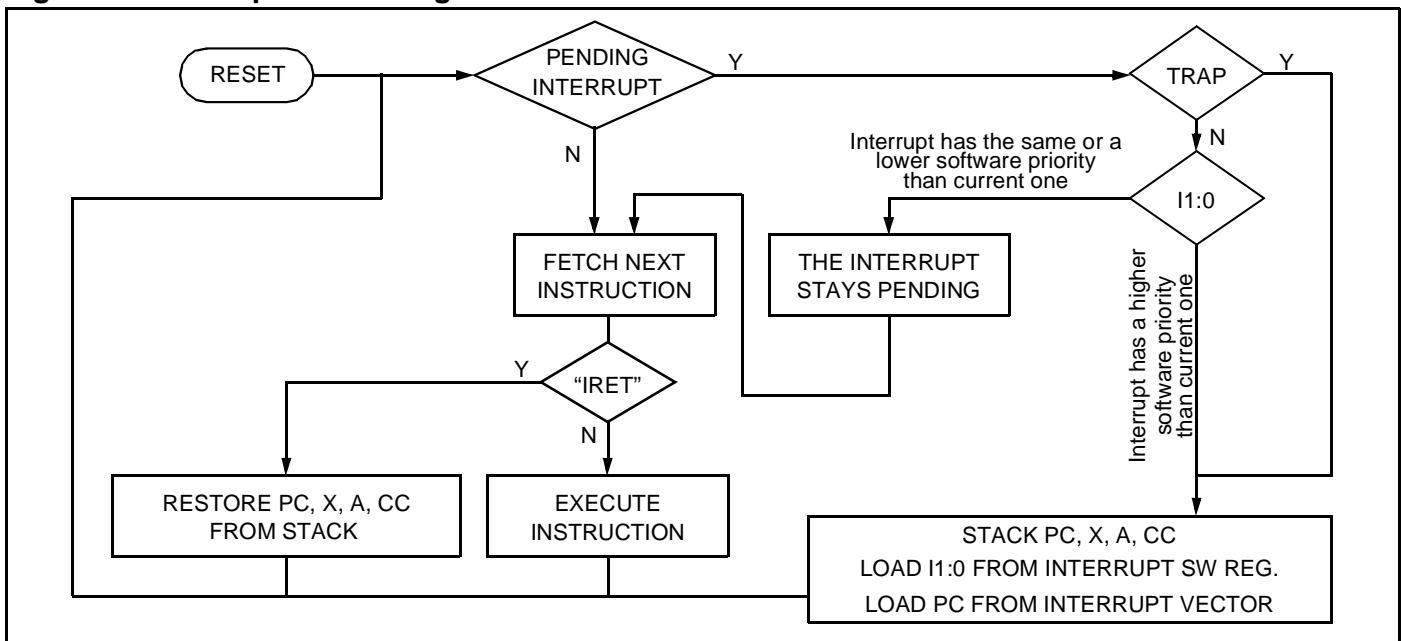 RESET
PENDING
INTERRUPT
Y
TRAP
Y
N
N
Interrupt has the same or a
lower software priority
than current one
I1:0
FETCH NEXT
INSTRUCTION
THE INTERRUPT
STAYS PENDING
Interrupt has a higher
software priority
than current one
Y
“IRET”
N
RESTORE PC, X, A, CC
FROM STACK
EXECUTE
INSTRUCTION
STACK PC, X, A, CC
LOAD I1:0 FROM INTERRUPT SW REG.
LOAD PC FROM INTERRUPT VECTOR